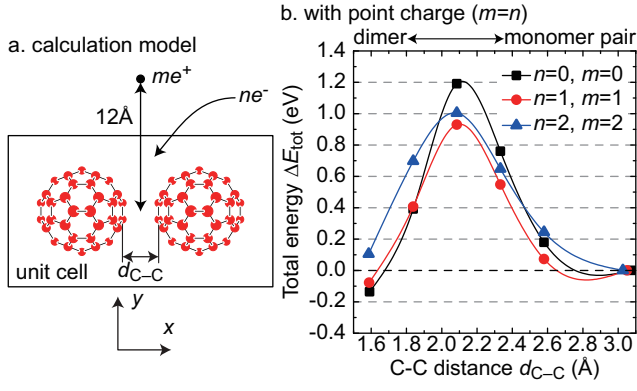 a. calculation model
me⁺
ne⁻
12Å
unit cell
d_C–C
y
x
b. with point charge (m=n)
dimer
monomer pair
n=0, m=0
n=1, m=1
n=2, m=2
Total energy ΔE_tot (eV)
1.4
1.2
1.0
0.8
0.6
0.4
0.2
0.0
-0.2
-0.4
1.6 1.8 2.0 2.2 2.4 2.6 2.8 3.0
C-C distance d_C–C (Å)